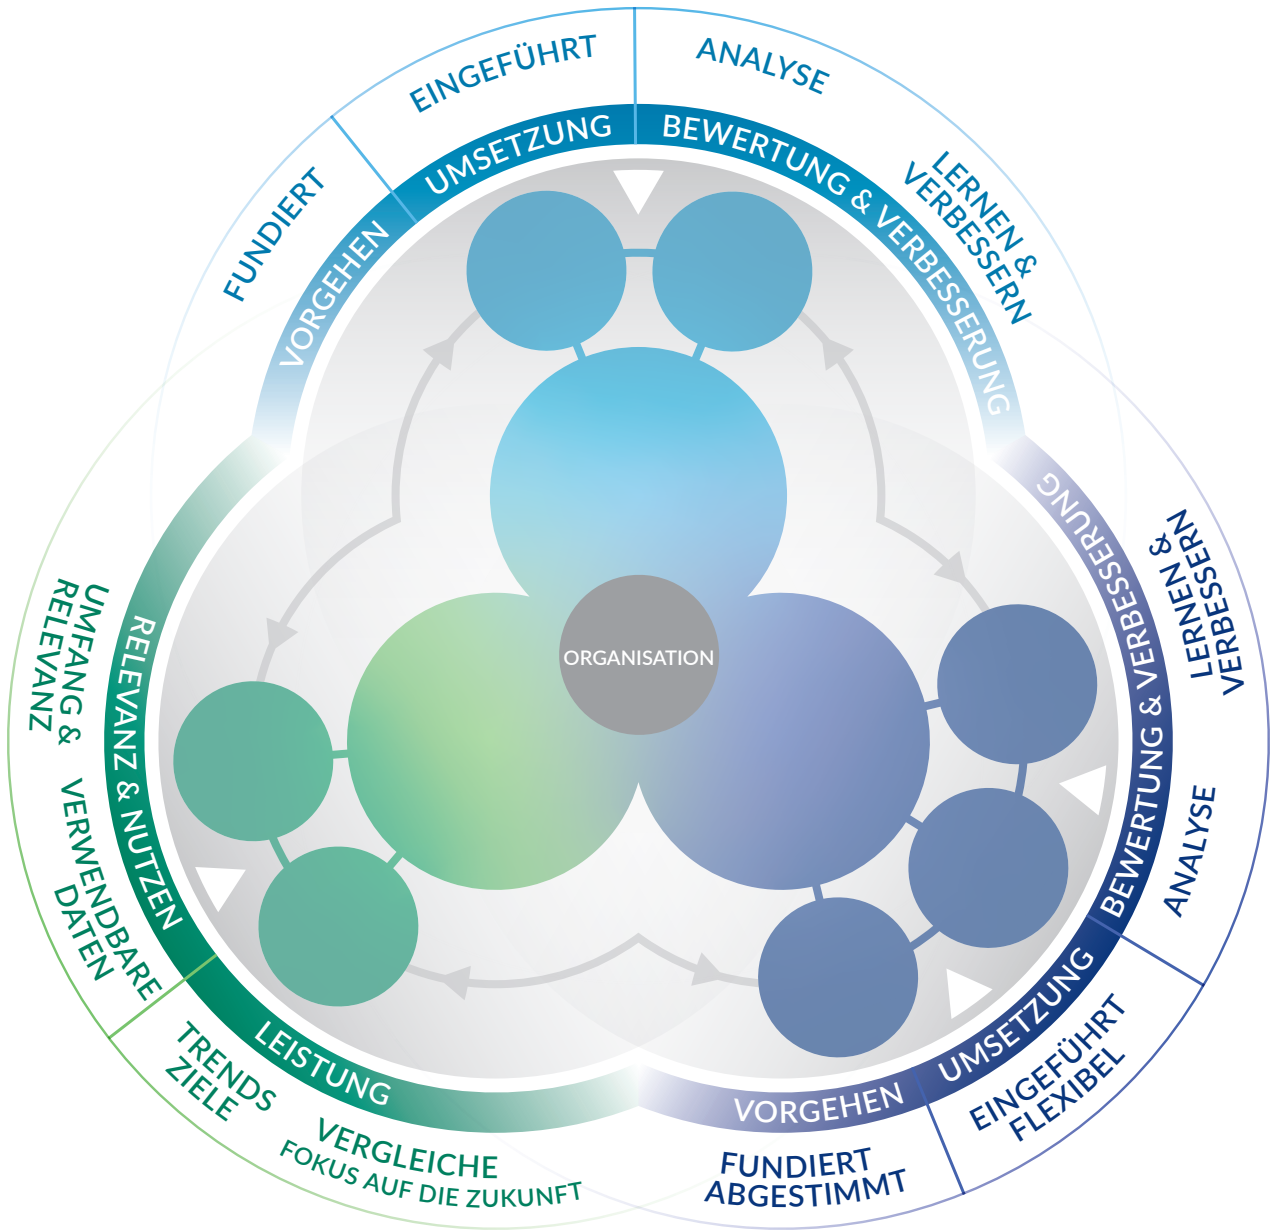 EINGEFÜHRT
ANALYSE
FUNDIERT
LERNEN &
VERBESSERN
VORGEHEN
UMSETZUNG
BEWERTUNG & VERBESSERUNG
ORGANISATION
UMFANG &
RELEVANZ
VERWENDBARE
DATEN
RELEVANZ & NUTZEN
LEISTUNG
TRENDS
ZIELE
VERGLEICHE
FOKUS AUF DIE ZUKUNFT
LERNEN &
VERBESSERN
ANALYSE
BEWERTUNG & VERBESSERUNG
UMSETZUNG
EINGEFÜHRT
FLEXIBEL
VORGEHEN
FUNDIERT
ABGESTIMMT